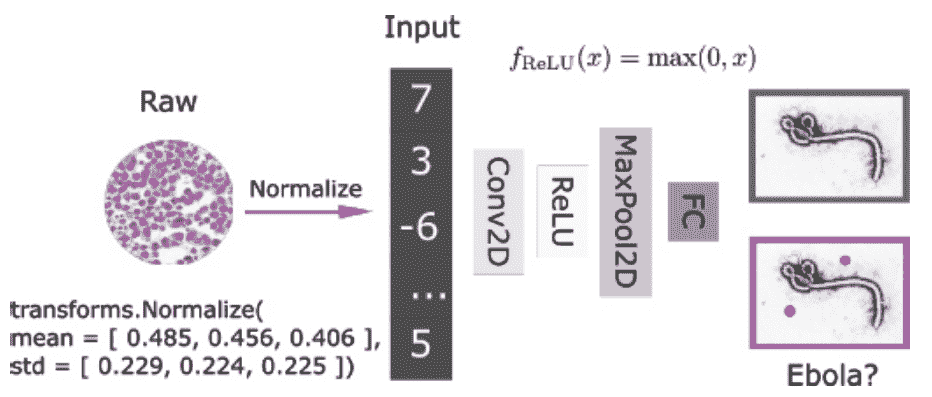 Input
f_ReLU(x) = max(0, x)
Raw
Normalize
7
3
-6
...
5
Conv2D
ReLU
MaxPool2D
FC
transforms.Normalize(
mean = [ 0.485, 0.456, 0.406 ],
std = [ 0.229, 0.224, 0.225 ])
Ebola?